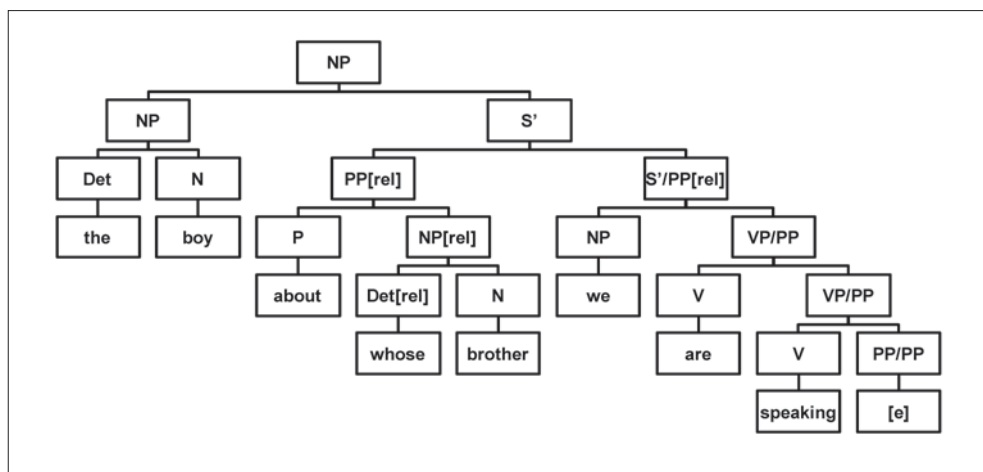 NP
NP
S’
Det
N
PP[rel]
S’/PP[rel]
the
boy
P
NP[rel]
NP
VP/PP
about
Det[rel]
N
we
V
VP/PP
whose
brother
are
V
PP/PP
speaking
[e]